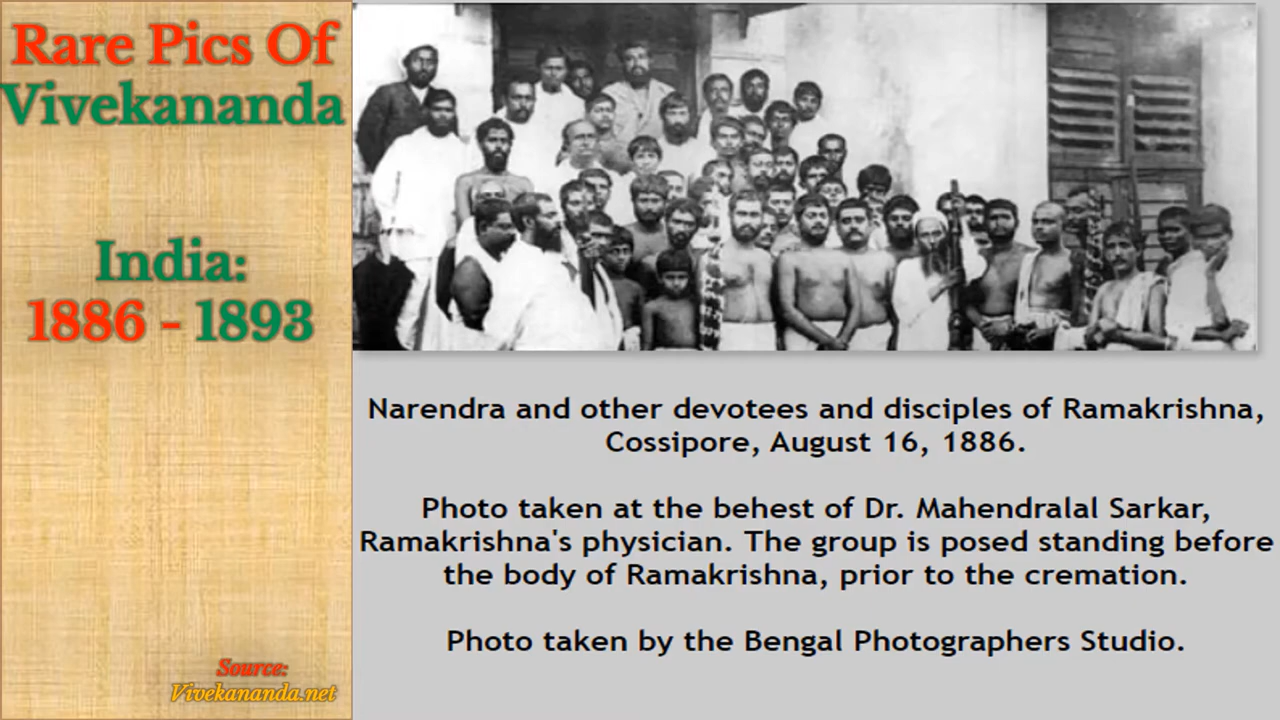 Rare Pics Of
Vivekananda
India:
1886 - 1893
Source:
Vivekananda.net
Narendra and other devotees and disciples of Ramakrishna,
Cossipore, August 16, 1886.
Photo taken at the behest of Dr. Mahendralal Sarkar,
Ramakrishna's physician. The group is posed standing before
the body of Ramakrishna, prior to the cremation.
Photo taken by the Bengal Photographers Studio.